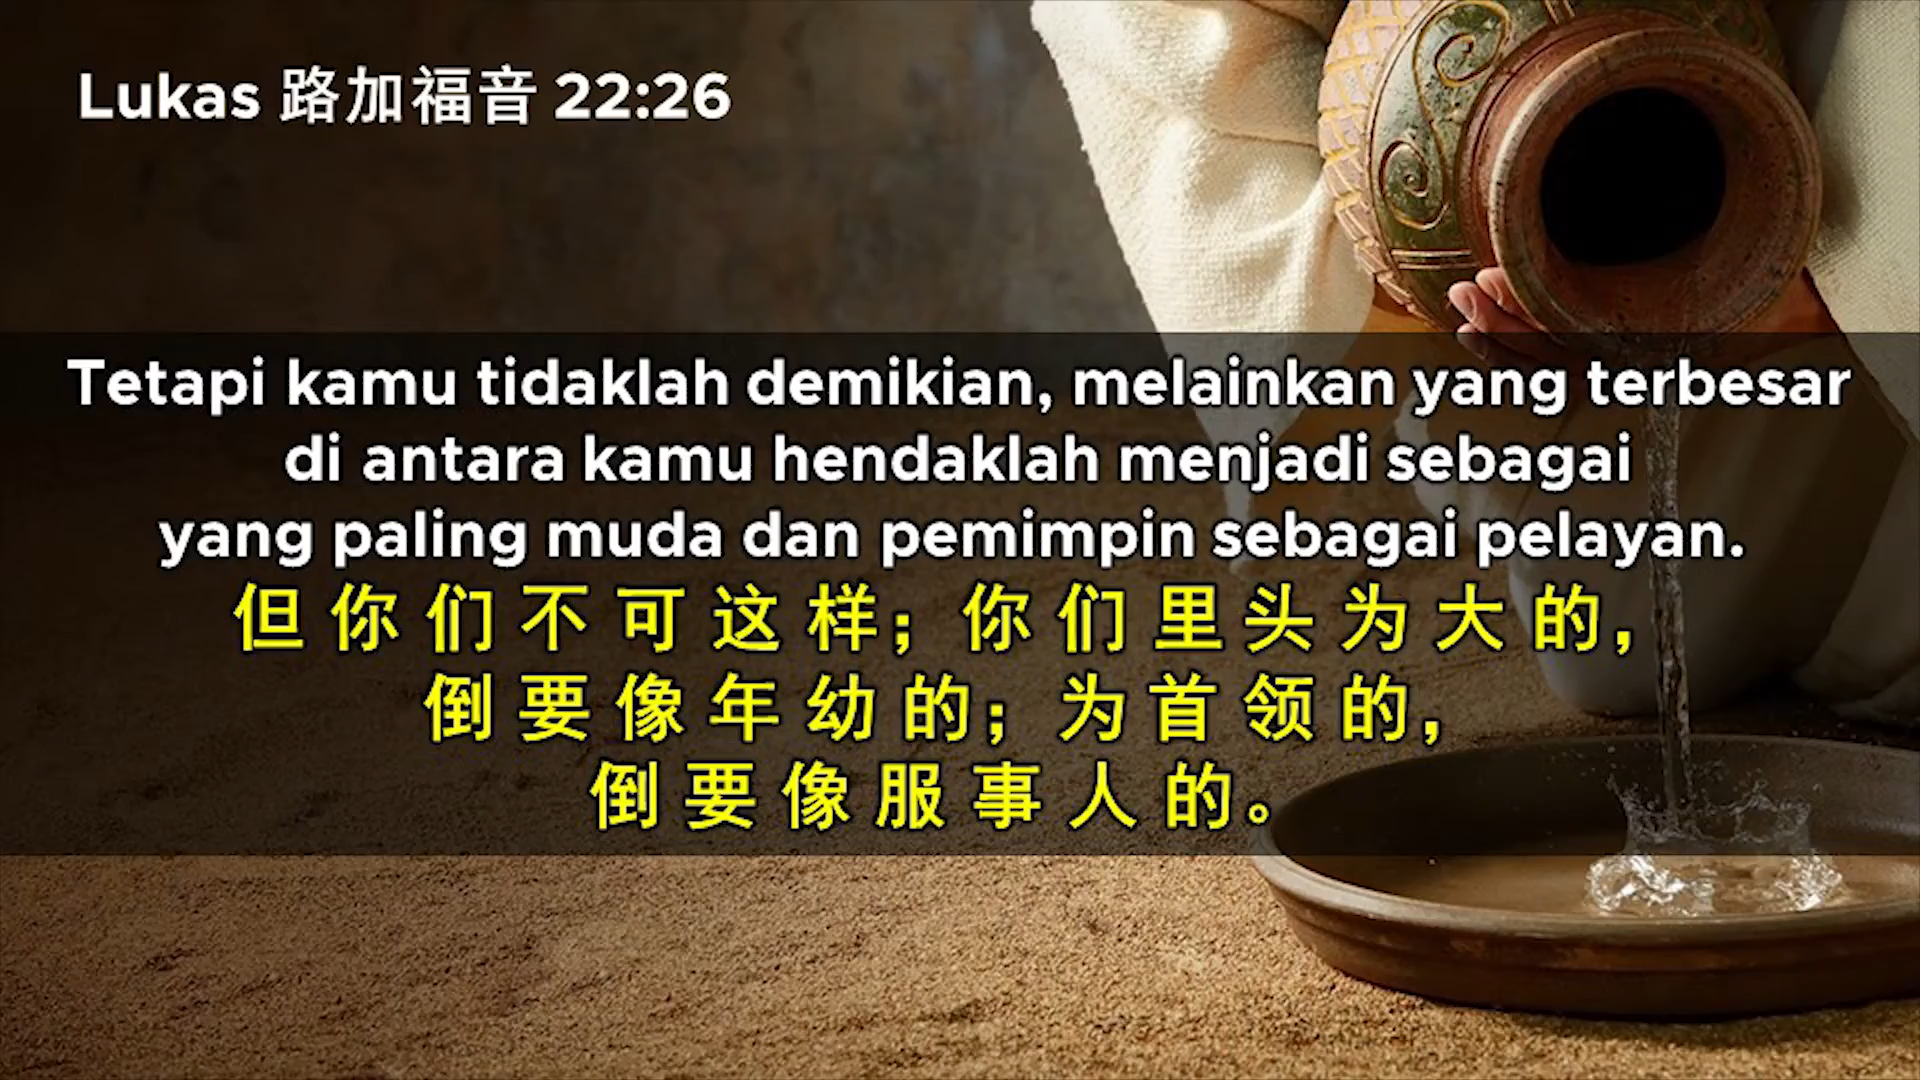 Lukas 路加福音 22:26
Tetapi kamu tidaklah demikian, melainkan yang terbesar
di antara kamu hendaklah menjadi sebagai
yang paling muda dan pemimpin sebagai pelayan.
但你们不可这样；你们里头为大的，
倒要像年幼的；为首领的，
倒要像服事人的。